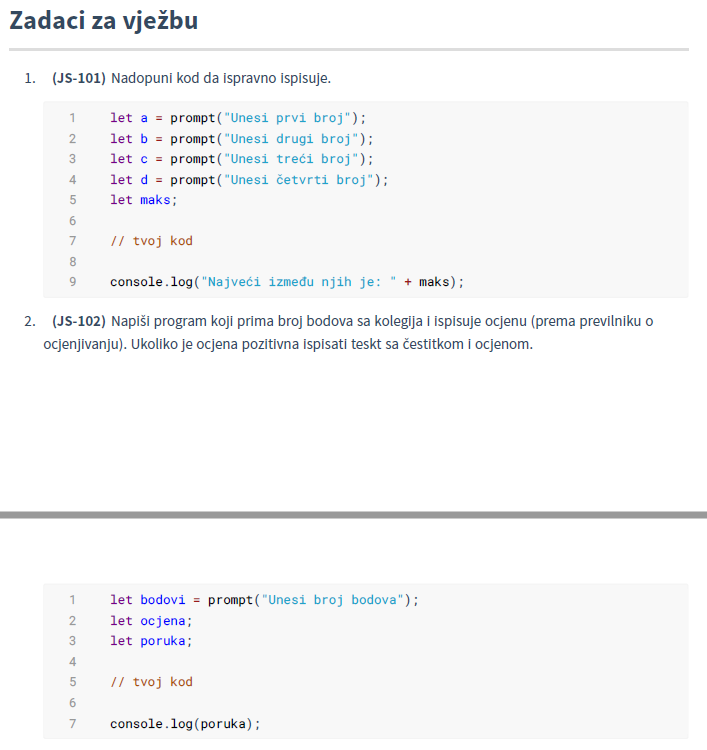 Zadaci za vježbu
1. (JS-101) Nadopuni kod da ispravno ispisuje.
1 let a = prompt("Unesi prvi broj");
2 let b = prompt("Unesi drugi broj");
3 let c = prompt("Unesi treći broj");
4 let d = prompt("Unesi četvrti broj");
5 let maks;
6
7 // tvoj kod
8
9 console.log("Najveći između njih je: " + maks);
2. (JS-102) Napiši program koji prima broj bodova sa kolegija i ispisuje ocjenu (prema previlniku o
ocjenjivanju). Ukoliko je ocjena pozitivna ispisati teskt sa čestitkom i ocjenom.
1 let bodovi = prompt("Unesi broj bodova");
2 let ocjena;
3 let poruka;
4
5 // tvoj kod
6
7 console.log(poruka);